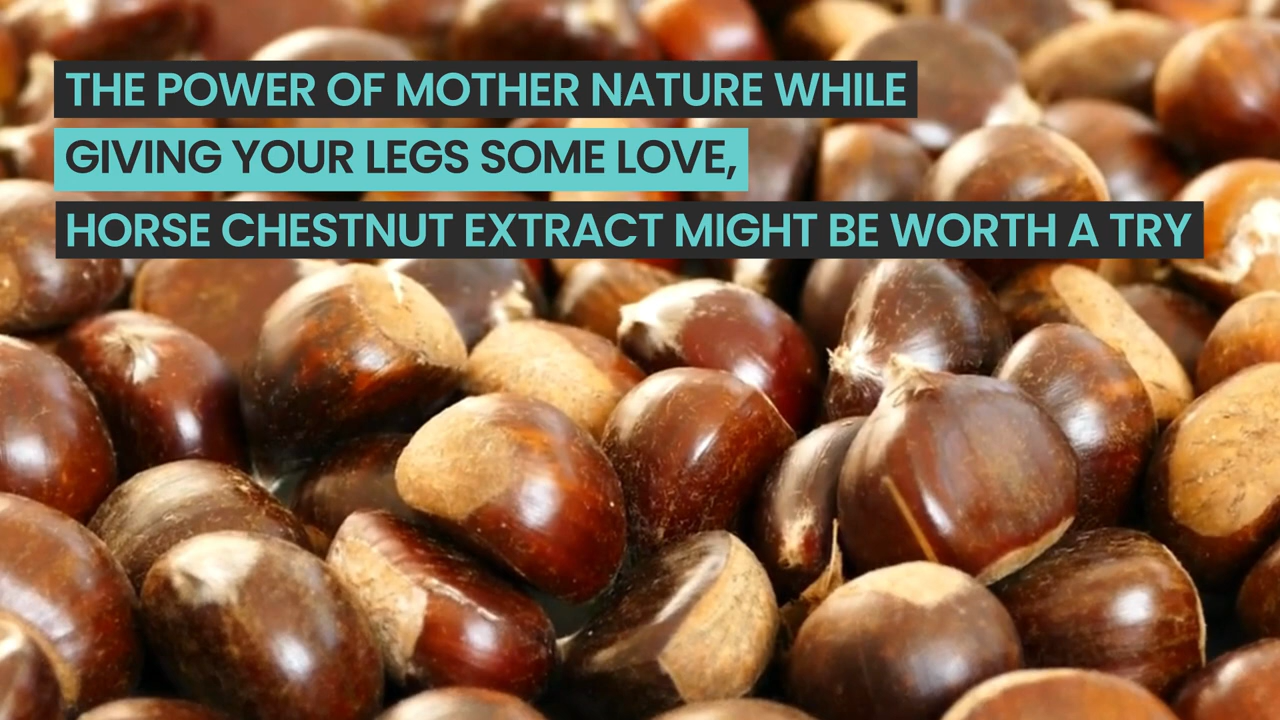 THE POWER OF MOTHER NATURE WHILE
GIVING YOUR LEGS SOME LOVE,
HORSE CHESTNUT EXTRACT MIGHT BE WORTH A TRY